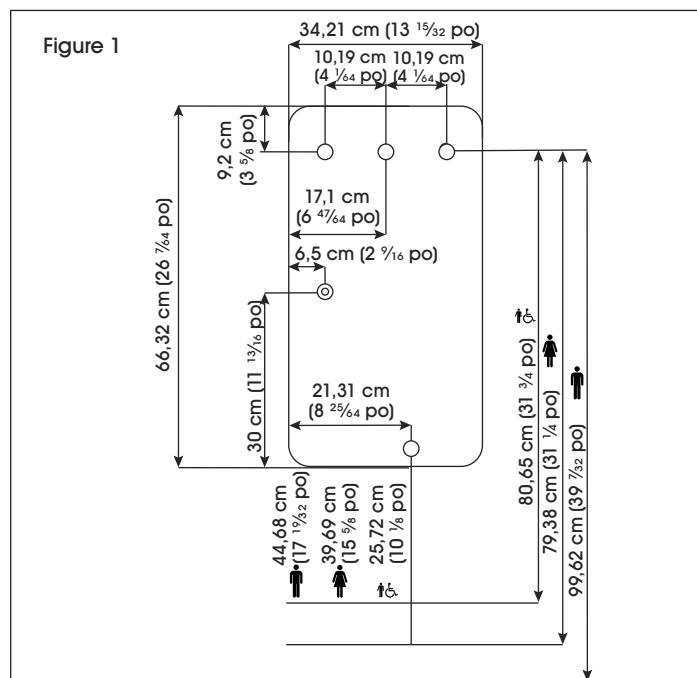 Figure 1
34,21 cm (13 15/32 po)
10,19 cm
(4 1/64 po)
10,19 cm
(4 1/64 po)
9,2 cm
(3 5/8 po)
17,1 cm
(6 47/64 po)
6,5 cm (2 9/16 po)
66,32 cm (26 7/64 po)
30 cm (11 13/16 po)
21,31 cm
(8 25/64 po)
80,65 cm (31 3/4 po)
79,38 cm (31 1/4 po)
99,62 cm (39 7/32 po)
44,68 cm
(17 19/32 po)
39,69 cm
(15 5/8 po)
25,72 cm
(10 1/8 po)